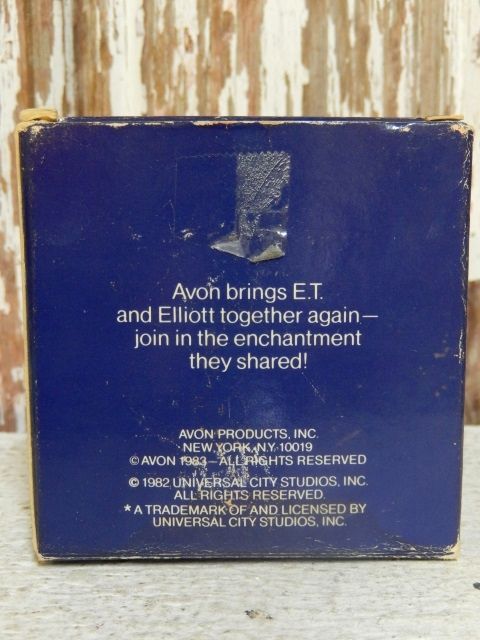 Avon brings E.T.
and Elliott together again—
join in the enchantment
they shared!
AVON PRODUCTS, INC.
NEW YORK, N.Y. 10019
© AVON 1983—ALL RIGHTS RESERVED
© 1982 UNIVERSAL CITY STUDIOS, INC.
ALL RIGHTS RESERVED.
* A TRADEMARK OF AND LICENSED BY
UNIVERSAL CITY STUDIOS, INC.